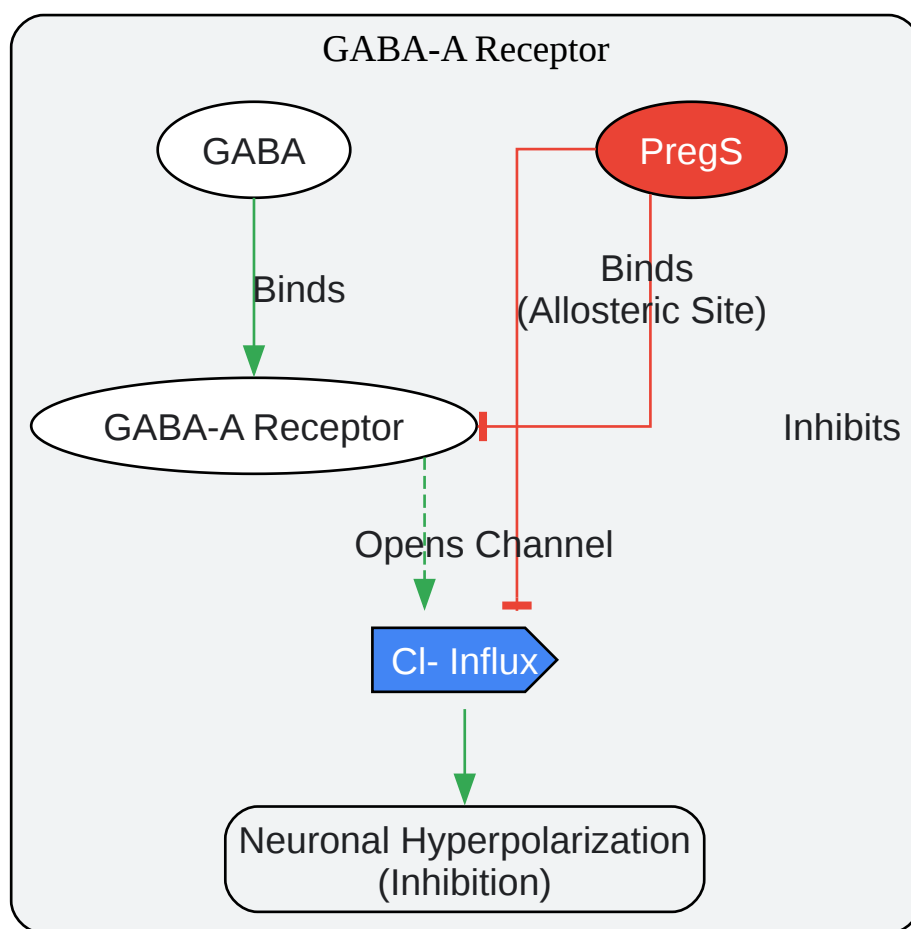 GABA-A Receptor
GABA
PregS
Binds
Binds
(Allosteric Site)
GABA-A Receptor
Inhibits
Opens Channel
Cl- Influx
Neuronal Hyperpolarization
(Inhibition)